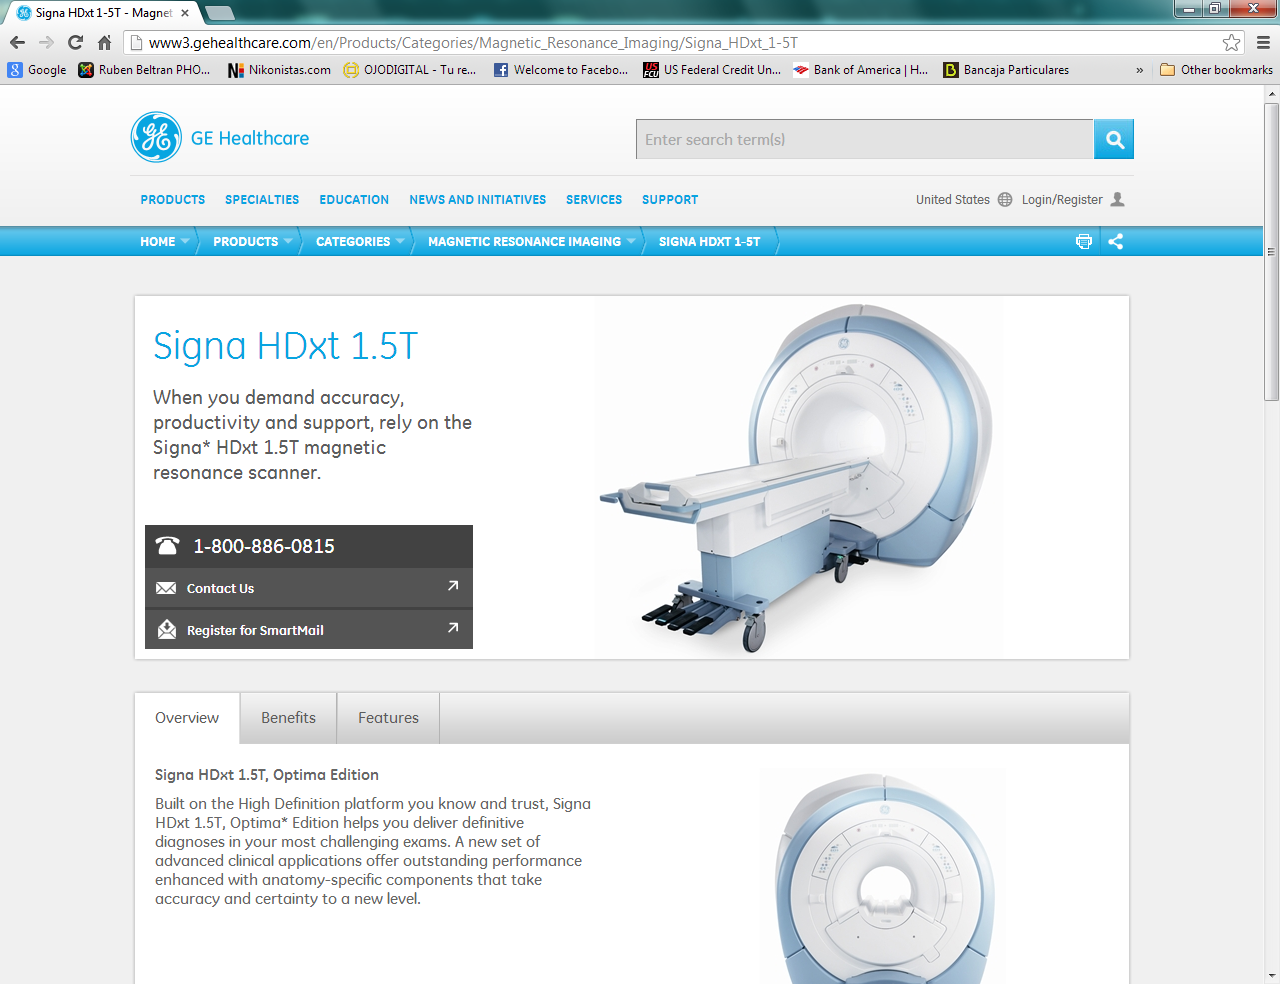 Signa HDxt 1-5T - Magnet
www3.gehealthcare.com/en/Products/Categories/Magnetic_Resonance_Imaging/Signa_HDxt_1-5T
Google Ruben Beltran PHO... Nikonistas.com OJODIGITAL - Tu re... Welcome to Facebo... US Federal Credit Un... Bank of America | H... Bancaja Particulares » Other bookmarks
GE Healthcare
Enter search term(s)
PRODUCTS SPECIALTIES EDUCATION NEWS AND INITIATIVES SERVICES SUPPORT United States Login/Register
HOME PRODUCTS CATEGORIES MAGNETIC RESONANCE IMAGING SIGNA HDXT 1-5T
Signa HDxt 1.5T
When you demand accuracy,
productivity and support, rely on the
Signa* HDxt 1.5T magnetic
resonance scanner.
1-800-886-0815
Contact Us
Register for SmartMail
Overview Benefits Features
Signa HDxt 1.5T, Optima Edition
Built on the High Definition platform you know and trust, Signa
HDxt 1.5T, Optima* Edition helps you deliver definitive
diagnoses in your most challenging exams. A new set of
advanced clinical applications offer outstanding performance
enhanced with anatomy-specific components that take
accuracy and certainty to a new level.